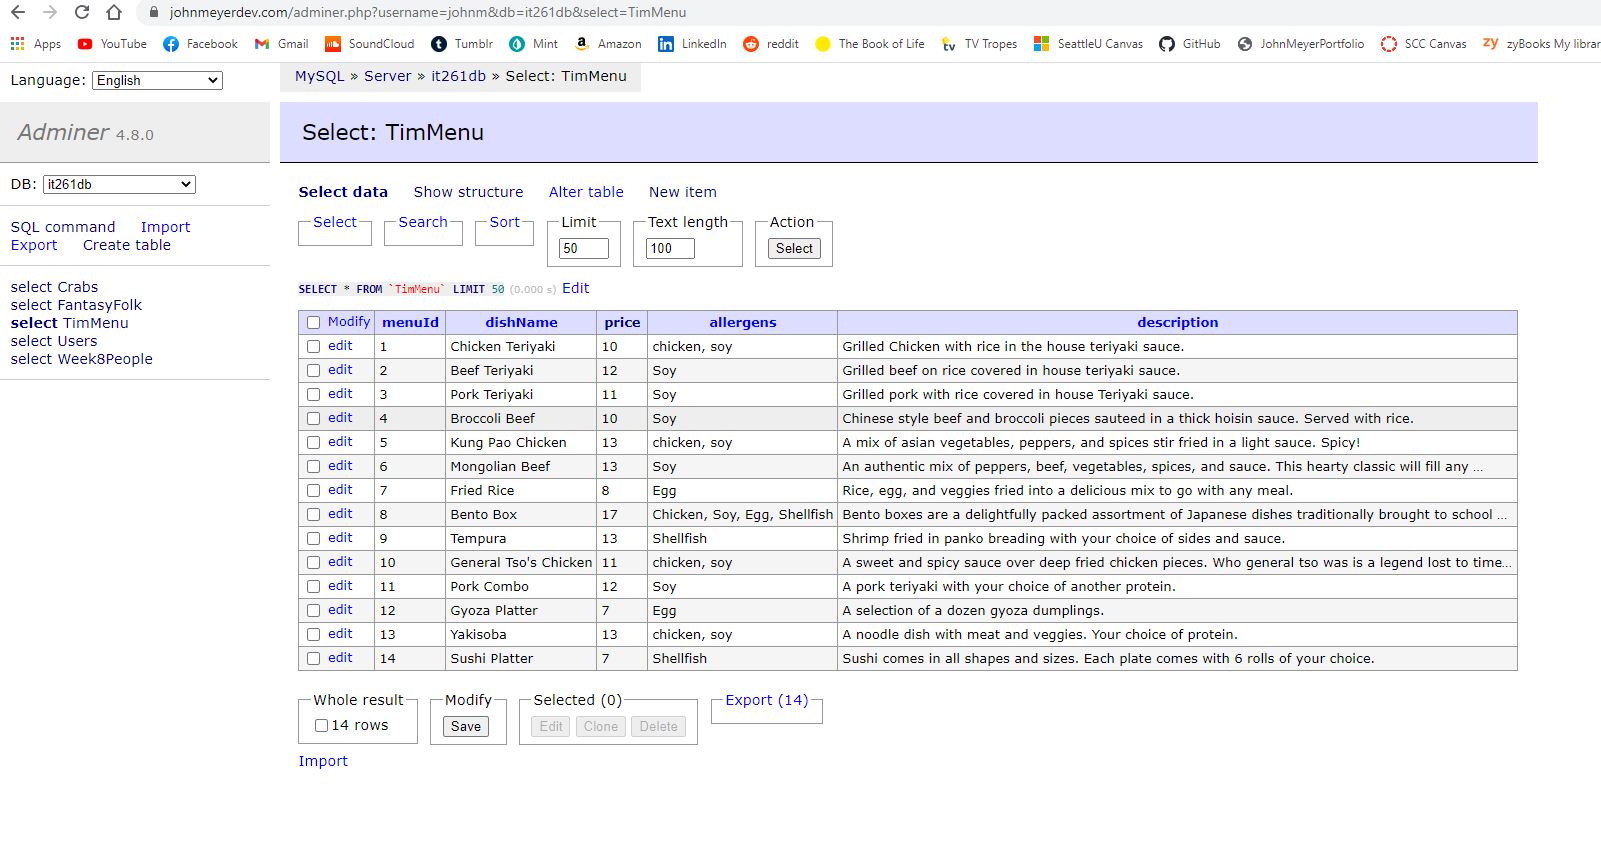 johnmeyerdev.com/adminer.php?username=johnm&db=it261db&select=TimMenu
Apps YouTube Facebook Gmail SoundCloud Tumblr Mint Amazon LinkedIn reddit The Book of Life TV Tropes SeattleU Canvas GitHub JohnMeyerPortfolio SCC Canvas zyBooks My librar
Language: English
MySQL » Server » it261db » Select: TimMenu
Adminer 4.8.0
Select: TimMenu
DB: it261db
SQL command Import
Export Create table
select Crabs
select FantasyFolk
select TimMenu
select Users
select Week8People
Select data Show structure Alter table New item
Select Search Sort Limit Text length Action
50 100 Select
SELECT * FROM `TimMenu` LIMIT 50 (0.000 s) Edit
Modify menuId dishName price allergens description
edit 1 Chicken Teriyaki 10 chicken, soy Grilled Chicken with rice in the house teriyaki sauce.
edit 2 Beef Teriyaki 12 Soy Grilled beef on rice covered in house teriyaki sauce.
edit 3 Pork Teriyaki 11 Soy Grilled pork with rice covered in house Teriyaki sauce.
edit 4 Broccoli Beef 10 Soy Chinese style beef and broccoli pieces sauteed in a thick hoisin sauce. Served with rice.
edit 5 Kung Pao Chicken 13 chicken, soy A mix of asian vegetables, peppers, and spices stir fried in a light sauce. Spicy!
edit 6 Mongolian Beef 13 Soy An authentic mix of peppers, beef, vegetables, spices, and sauce. This hearty classic will fill any ...
edit 7 Fried Rice 8 Egg Rice, egg, and veggies fried into a delicious mix to go with any meal.
edit 8 Bento Box 17 Chicken, Soy, Egg, Shellfish Bento boxes are a delightfully packed assortment of Japanese dishes traditionally brought to school ...
edit 9 Tempura 13 Shellfish Shrimp fried in panko breading with your choice of sides and sauce.
edit 10 General Tso's Chicken 11 chicken, soy A sweet and spicy sauce over deep fried chicken pieces. Who general tso was is a legend lost to time...
edit 11 Pork Combo 12 Soy A pork teriyaki with your choice of another protein.
edit 12 Gyoza Platter 7 Egg A selection of a dozen gyoza dumplings.
edit 13 Yakisoba 13 chicken, soy A noodle dish with meat and veggies. Your choice of protein.
edit 14 Sushi Platter 7 Shellfish Sushi comes in all shapes and sizes. Each plate comes with 6 rolls of your choice.
Whole result Modify Selected (0) Export (14)
14 rows Save Edit Clone Delete
Import